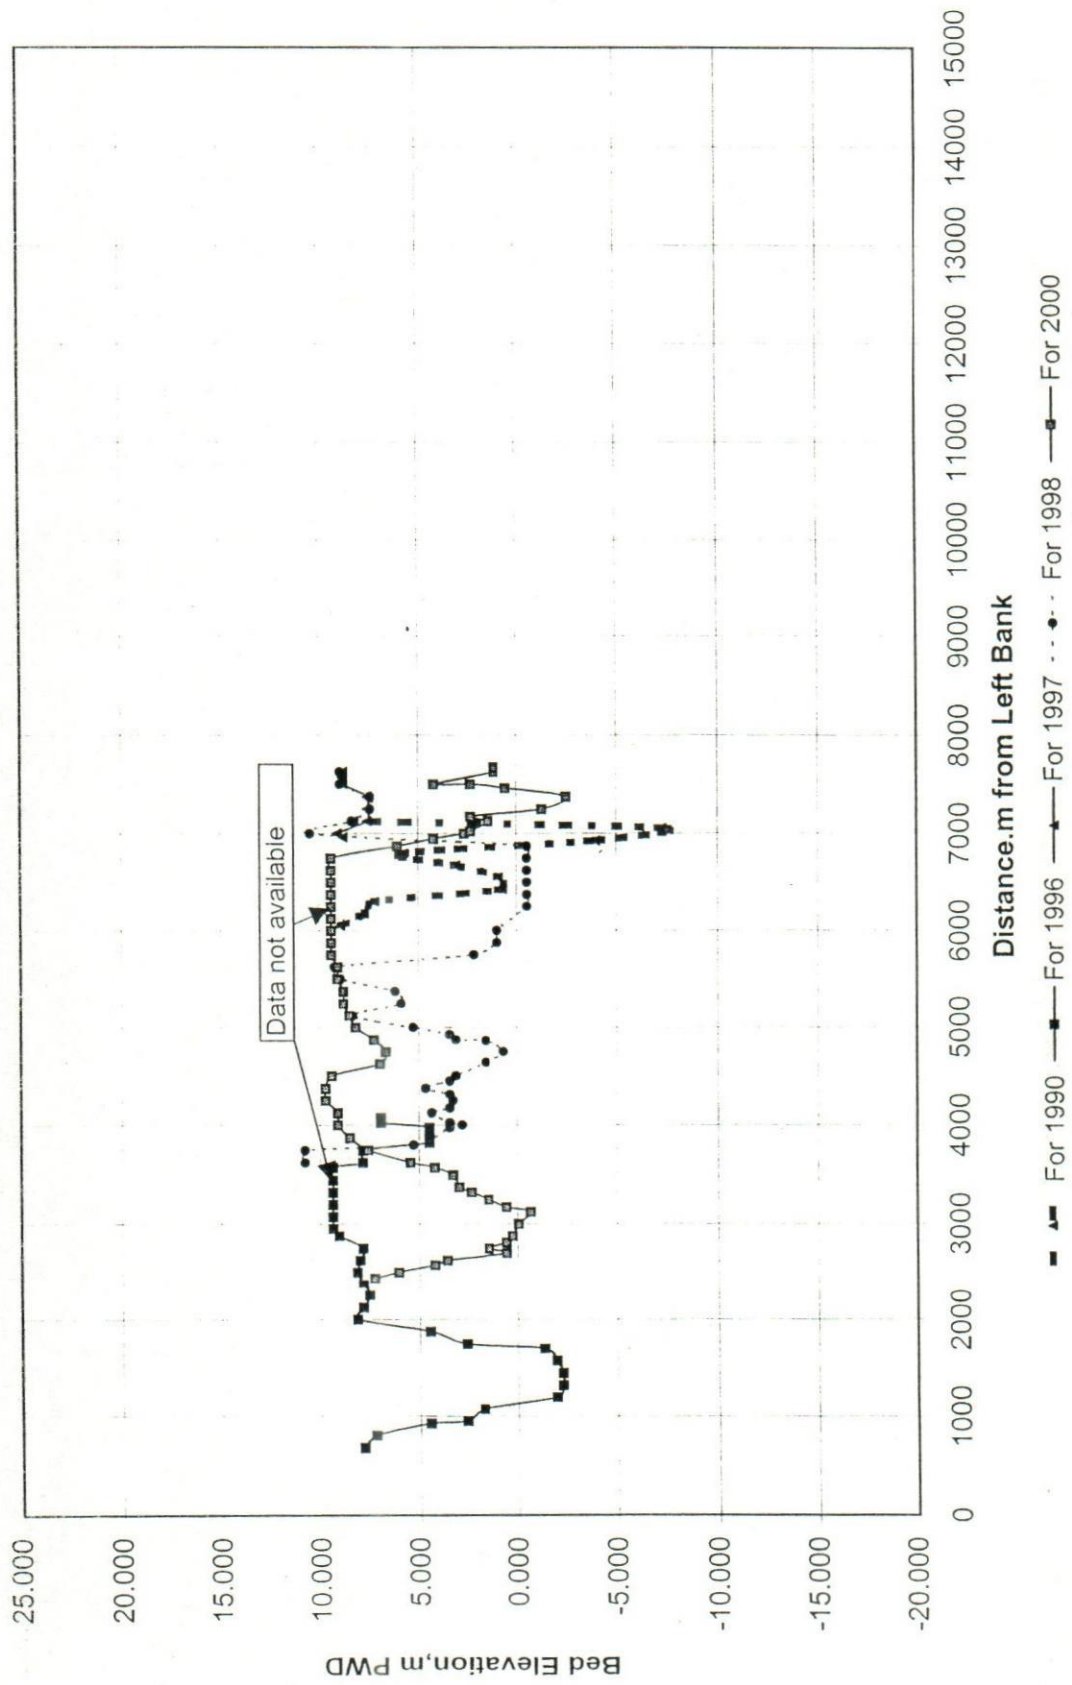 25.000
20.000
15.000
10.000
5.000
0.000
-5.000
-10.000
-15.000
-20.000
Bed Elevation,m PWD
Data not available
0 1000 2000 3000 4000 5000 6000 7000 8000 9000 10000 11000 12000 13000 14000 15000
Distance.m from Left Bank
For 1990 For 1996 For 1997 For 1998 For 2000